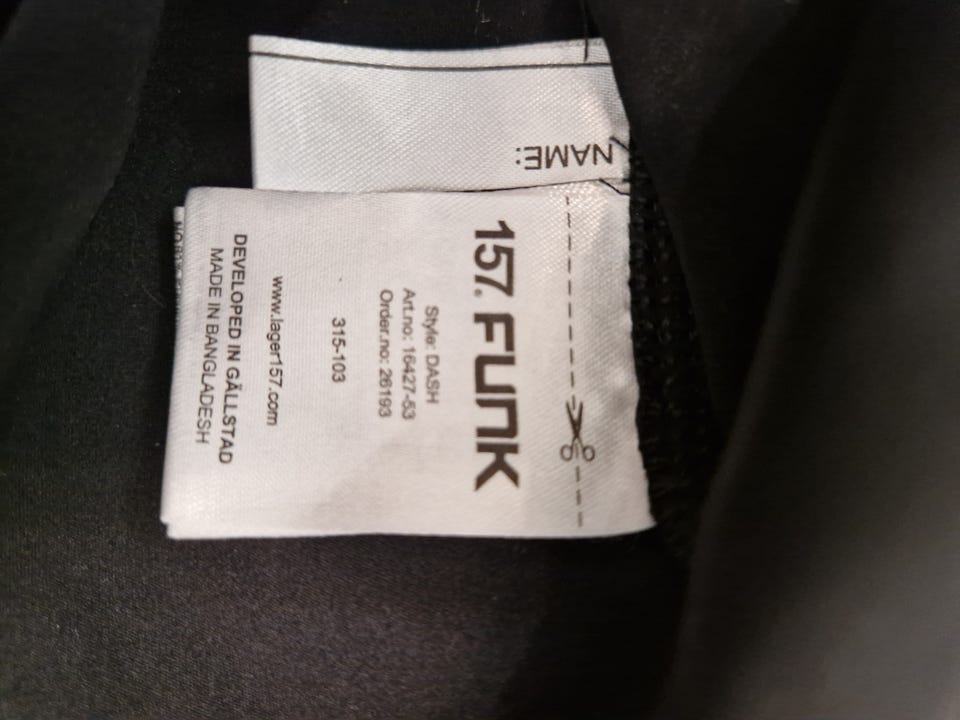 NAME:
157. FUNK
Style: DASH
Art.no: 16427-53
Order.no: 26193
315-103
www.lager157.com
DEVELOPED IN GÄLLSTAD
MADE IN BANGLADESH